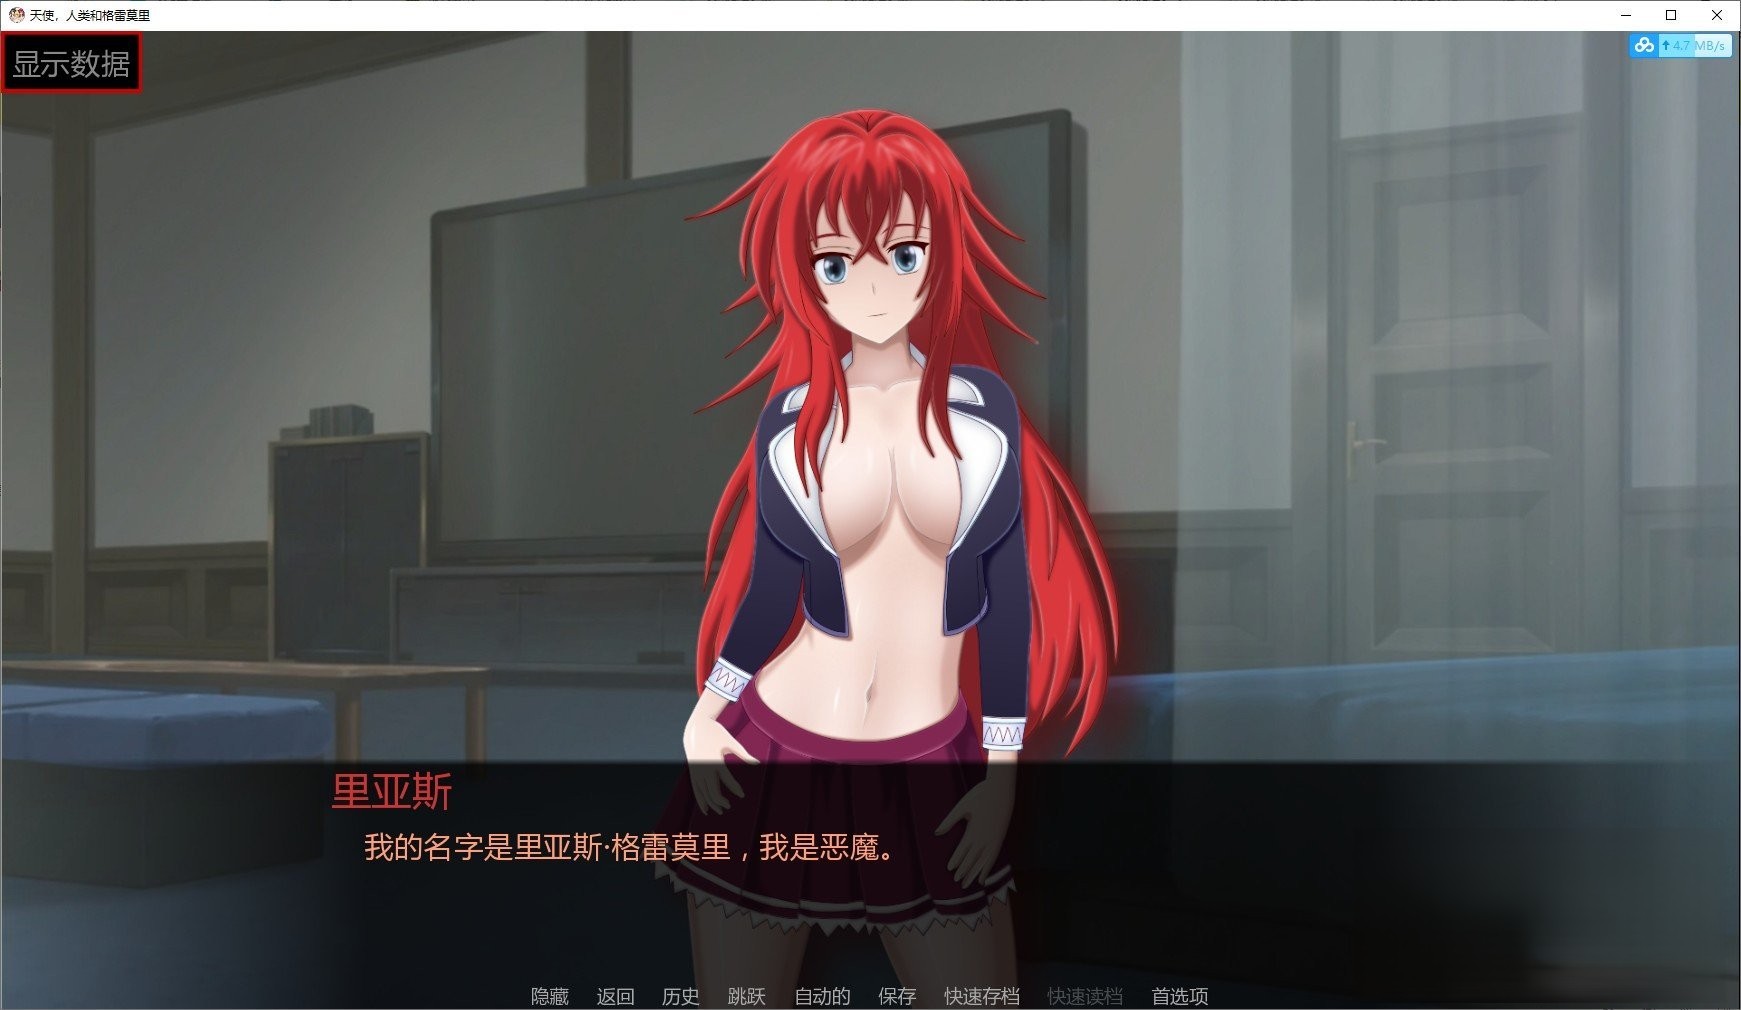 天使，人类和格雷莫里
显示数据
4.7 MB/s
里亚斯
我的名字是里亚斯·格雷莫里，我是恶魔。
隐藏 返回 历史 跳跃 自动的 保存 快速存档 快速读档 首选项